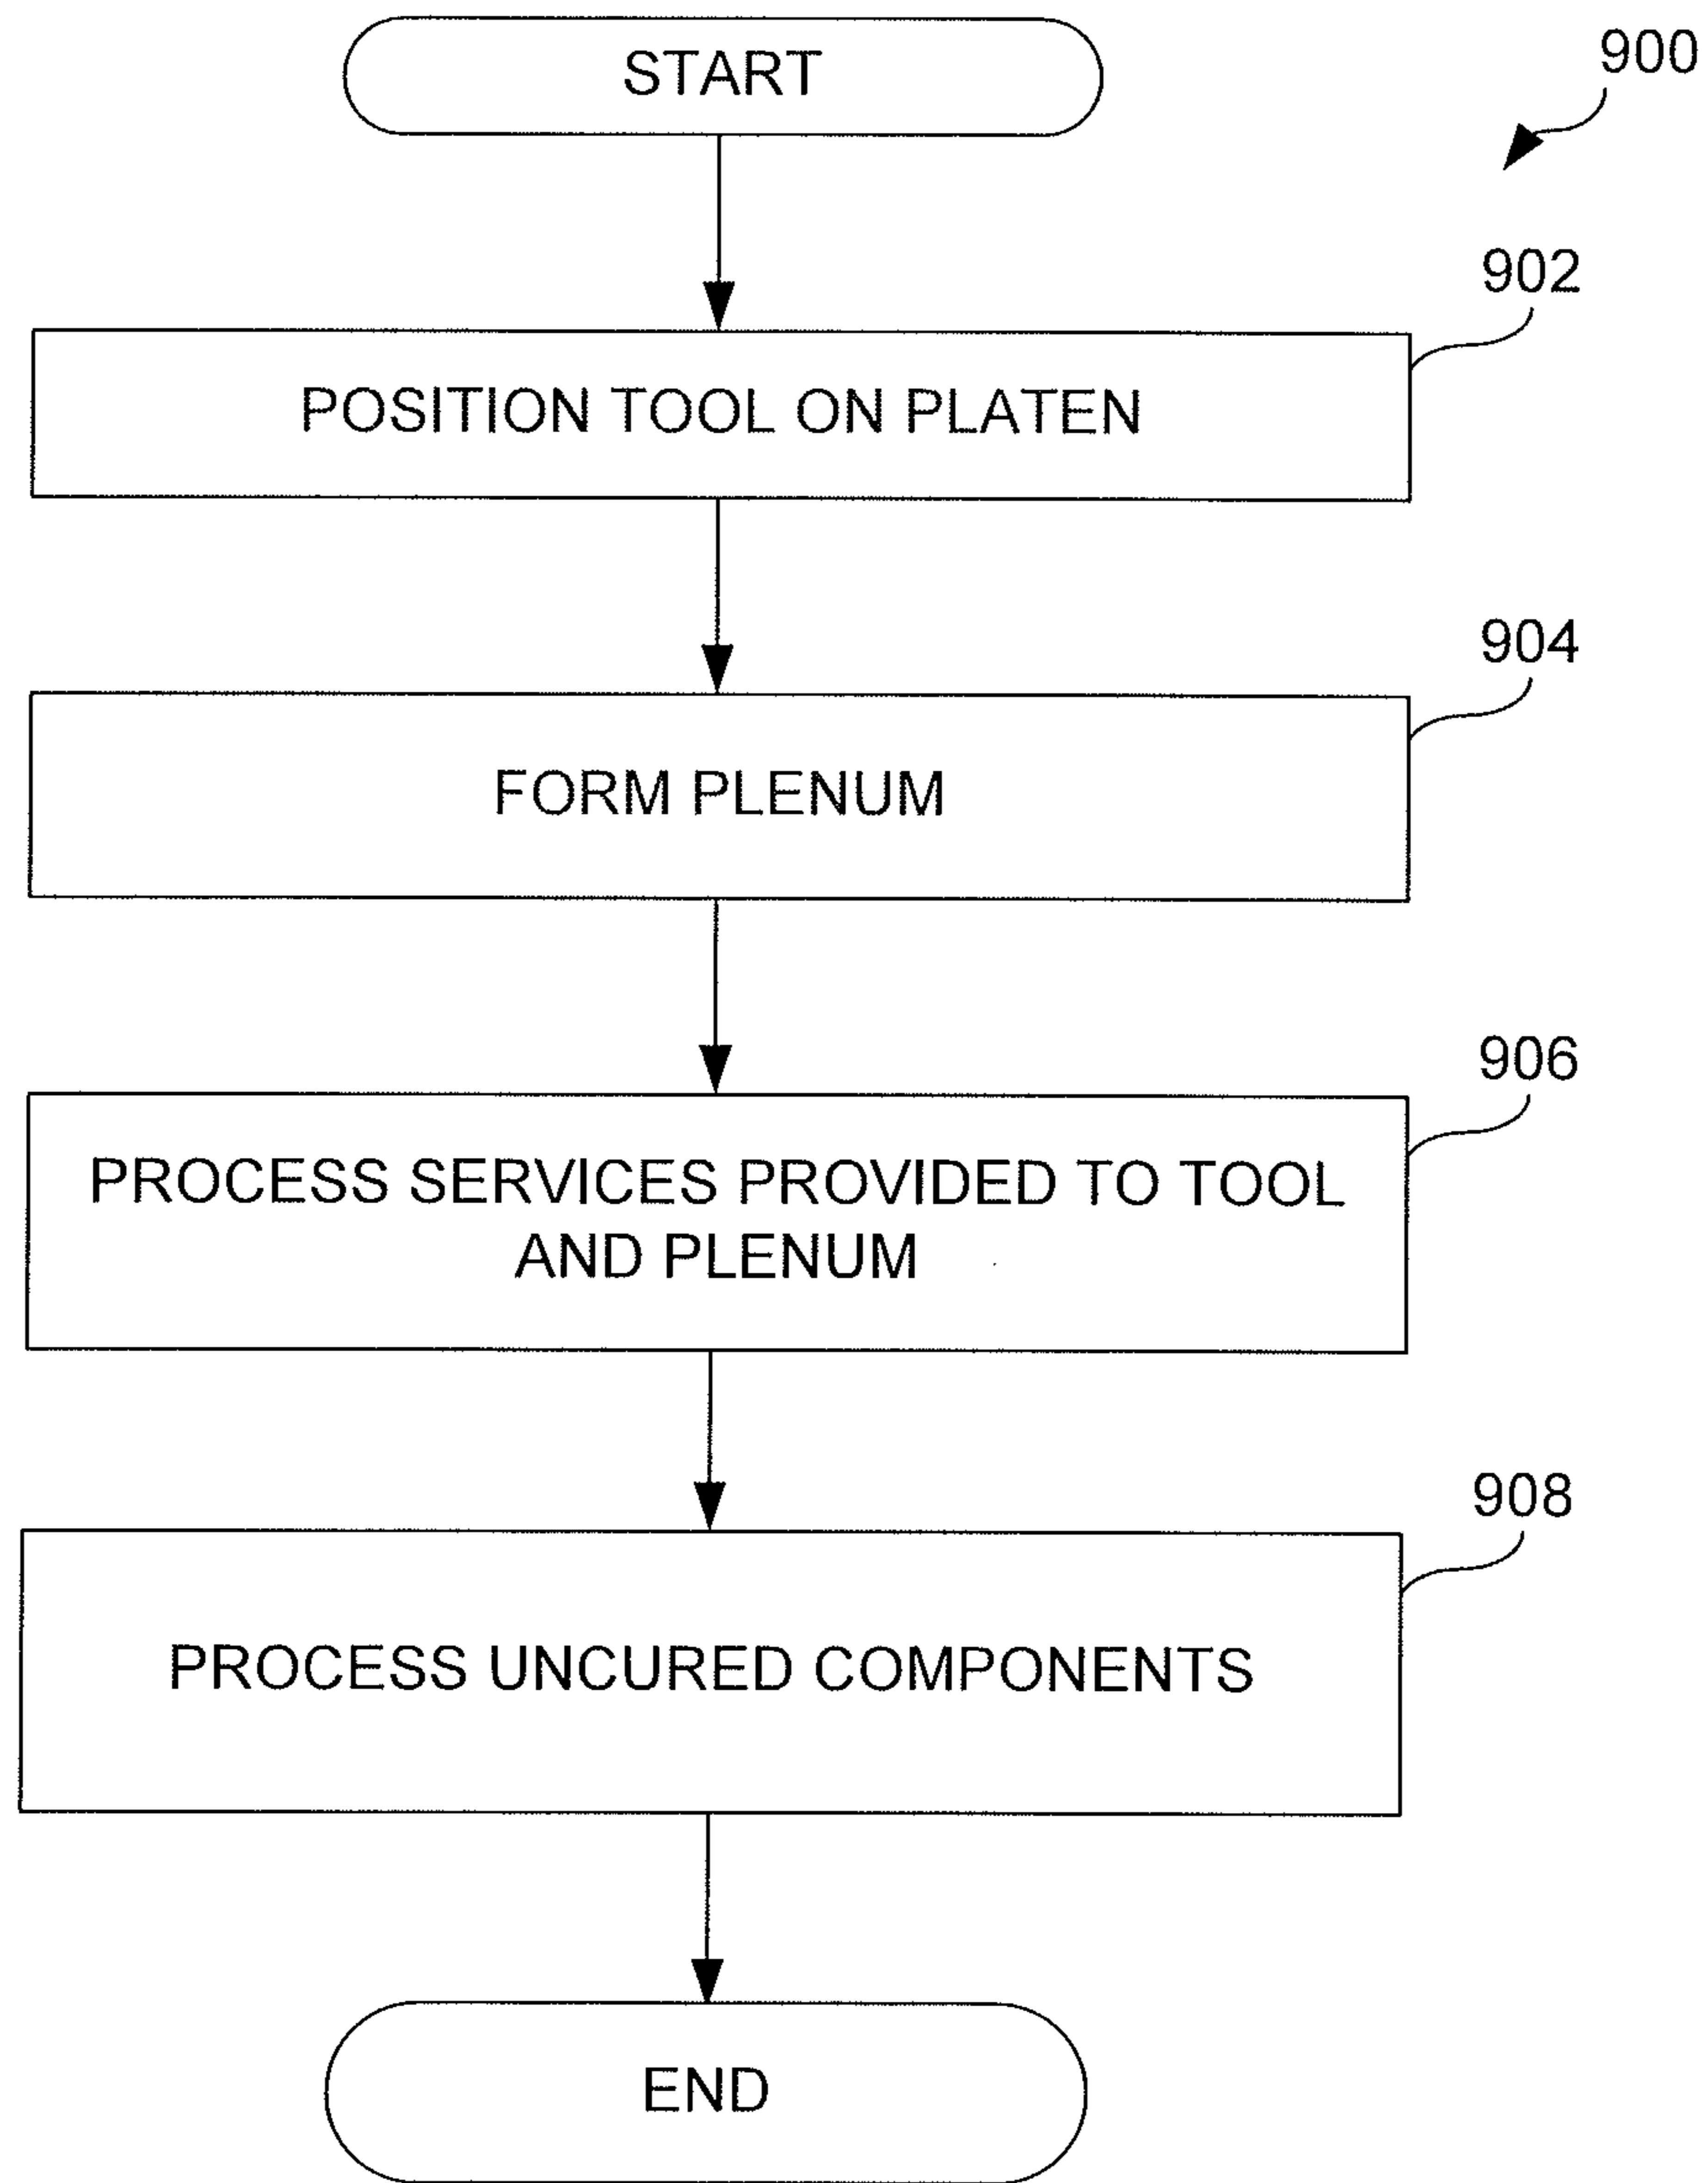 START
900
902
POSITION TOOL ON PLATEN
904
FORM PLENUM
906
PROCESS SERVICES PROVIDED TO TOOL
AND PLENUM
908
PROCESS UNCURED COMPONENTS
END